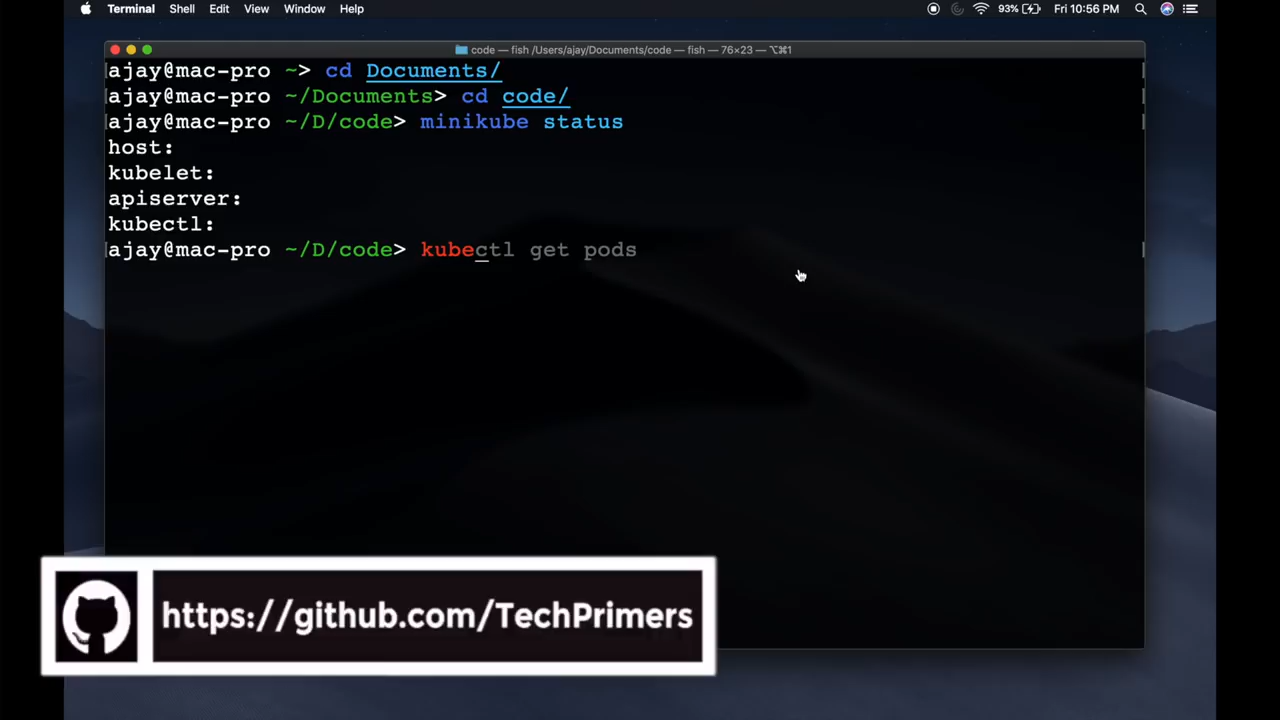 Terminal Shell Edit View Window Help 93% Fri 10:56 PM
code — fish /Users/ajay/Documents/code — fish — 76×23 — ⌥⌘1
ajay@mac-pro ~> cd Documents/
ajay@mac-pro ~/Documents> cd code/
ajay@mac-pro ~/D/code> minikube status
host:
kubelet:
apiserver:
kubectl:
ajay@mac-pro ~/D/code> kubectl get pods
https://github.com/TechPrimers